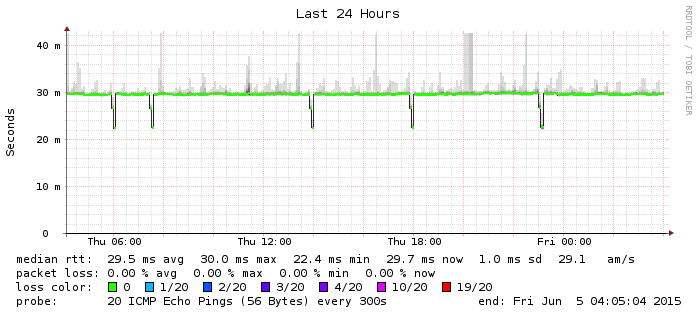 Last 24 Hours
RRDTOOL / TOBI OETIKER
Seconds
40 m
30 m
20 m
10 m
0
Thu 06:00 Thu 12:00 Thu 18:00 Fri 00:00
median rtt: 29.5 ms avg 30.0 ms max 22.4 ms min 29.7 ms now 1.0 ms sd 29.1 am/s
packet loss: 0.00 % avg 0.00 % max 0.00 % min 0.00 % now
loss color: 0 1/20 2/20 3/20 4/20 10/20 19/20
probe: 20 ICMP Echo Pings (56 Bytes) every 300s end: Fri Jun 5 04:05:04 2015